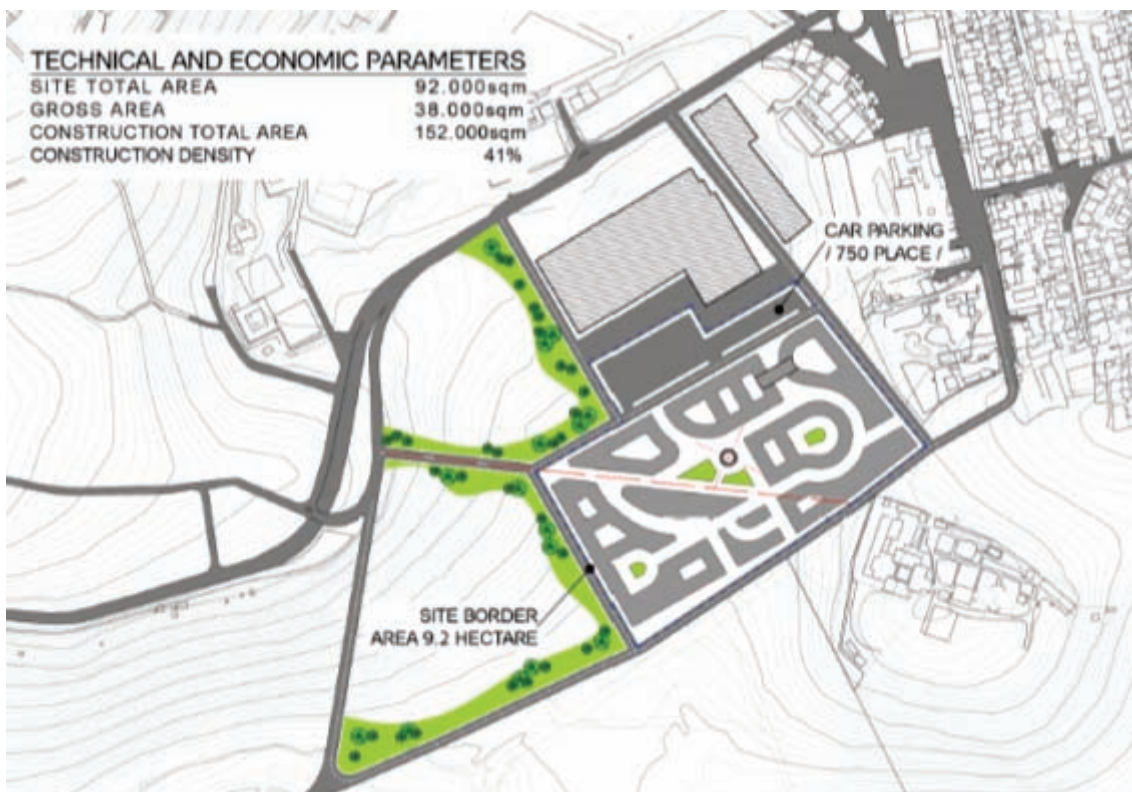 TECHNICAL AND ECONOMIC PARAMETERS
SITE TOTAL AREA 92.000sqm
GROSS AREA 38.000sqm
CONSTRUCTION TOTAL AREA 152.000sqm
CONSTRUCTION DENSITY 41%
CAR PARKING
/ 750 PLACE /
SITE BORDER
AREA 9.2 HECTARE